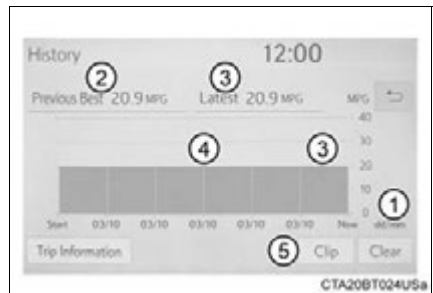 History 12:00
② ③
Previous Best 20.9 MPG Latest 20.9 MPG MPG
40
④ ③ 30
20
10 ①
0
Start 03/10 03/10 03/10 03/10 03/10 Now dd/mm
Trip Information ⑤ Clip Clear
CTA20BT024USa